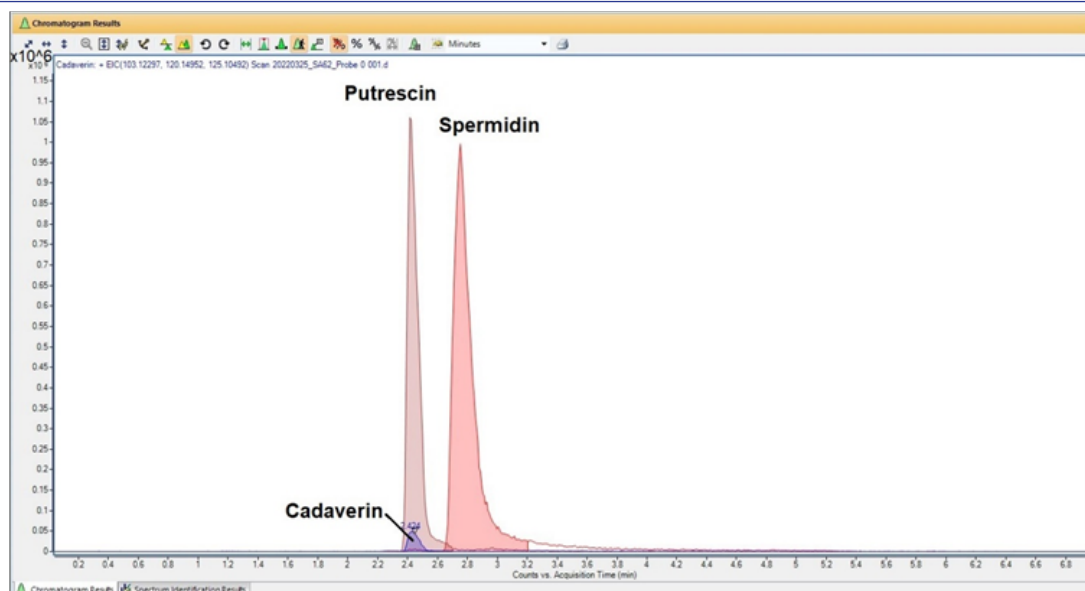 Chromatogram Results
Minutes
x10^6
Cadaverin: + EIC(103.12297, 120.14952, 125.10492) Scan 20220325_SA62_Probe 0 001.d
1.15
Putrescin
1.1
1.05
Spermidin
1
0.95
0.9
0.85
0.8
0.75
0.7
0.65
0.6
0.55
0.5
0.45
0.4
0.35
0.3
0.25
0.2
0.15
0.1
Cadaverin
2.424
0.05
0
0.2 0.4 0.6 0.8 1 1.2 1.4 1.6 1.8 2 2.2 2.4 2.6 2.8 3 3.2 3.4 3.6 3.8 4 4.2 4.4 4.6 4.8 5 5.2 5.4 5.6 5.8 6 6.2 6.4 6.6 6.8
Counts vs. Acquisition Time (min)
Chromatogram Results Spectrum Identification Results